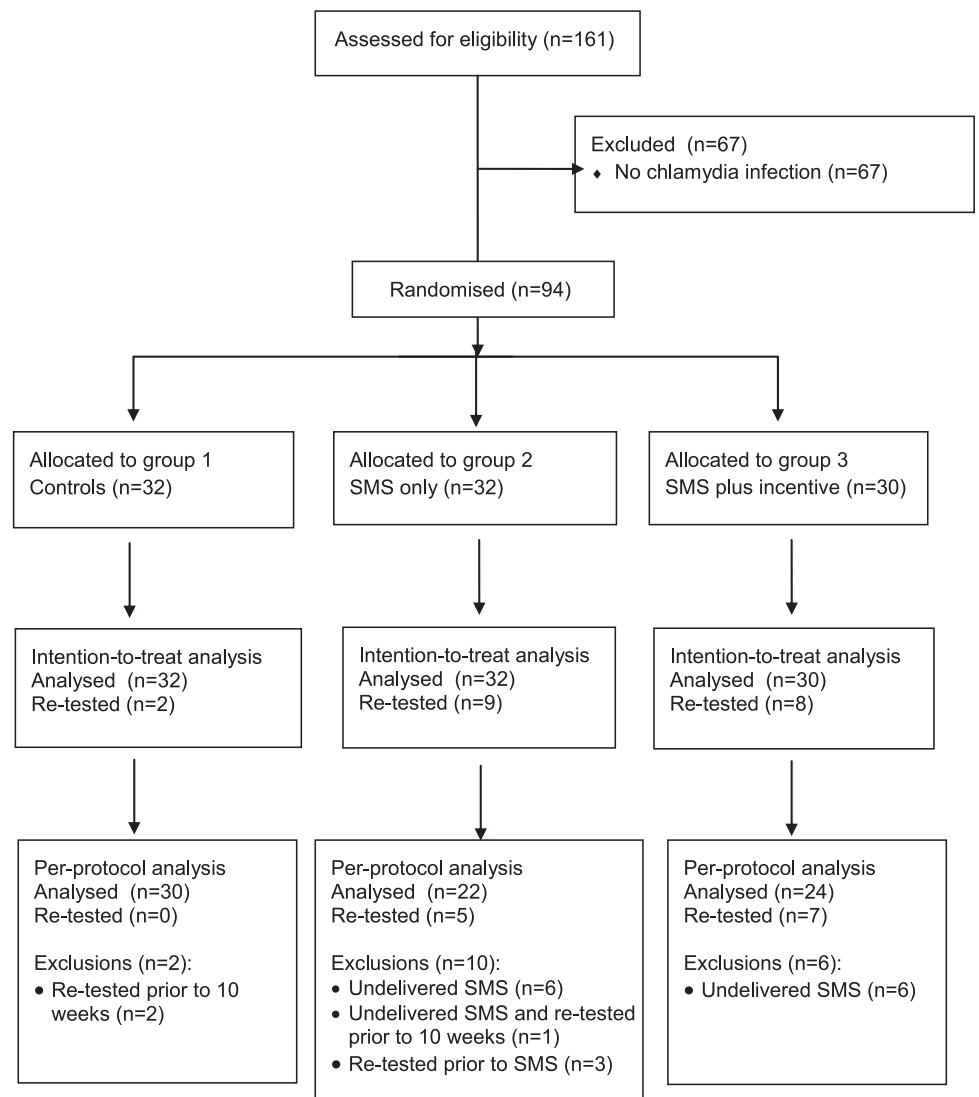 Assessed for eligibility (n=161)
Excluded (n=67)
♦ No chlamydia infection (n=67)
Randomised (n=94)
Allocated to group 1
Controls (n=32)
Allocated to group 2
SMS only (n=32)
Allocated to group 3
SMS plus incentive (n=30)
Intention-to-treat analysis
Analysed (n=32)
Re-tested (n=2)
Intention-to-treat analysis
Analysed (n=32)
Re-tested (n=9)
Intention-to-treat analysis
Analysed (n=30)
Re-tested (n=8)
Per-protocol analysis
Analysed (n=30)
Re-tested (n=0)
Exclusions (n=2):
• Re-tested prior to 10
weeks (n=2)
Per-protocol analysis
Analysed (n=22)
Re-tested (n=5)
Exclusions (n=10):
• Undelivered SMS (n=6)
• Undelivered SMS and re-tested
prior to 10 weeks (n=1)
• Re-tested prior to SMS (n=3)
Per-protocol analysis
Analysed (n=24)
Re-tested (n=7)
Exclusions (n=6):
• Undelivered SMS (n=6)